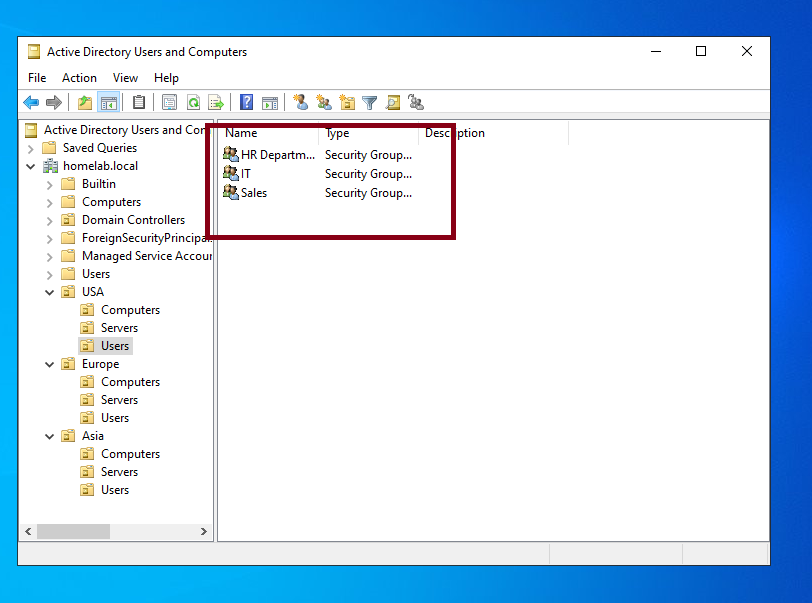 Active Directory Users and Computers
File Action View Help
Active Directory Users and Com
Saved Queries
homelab.local
Builtin
Computers
Domain Controllers
ForeignSecurityPrincipal
Managed Service Accour
Users
USA
Computers
Servers
Users
Europe
Computers
Servers
Users
Asia
Computers
Servers
Users
Name Type Description
HR Departm... Security Group...
IT Security Group...
Sales Security Group...